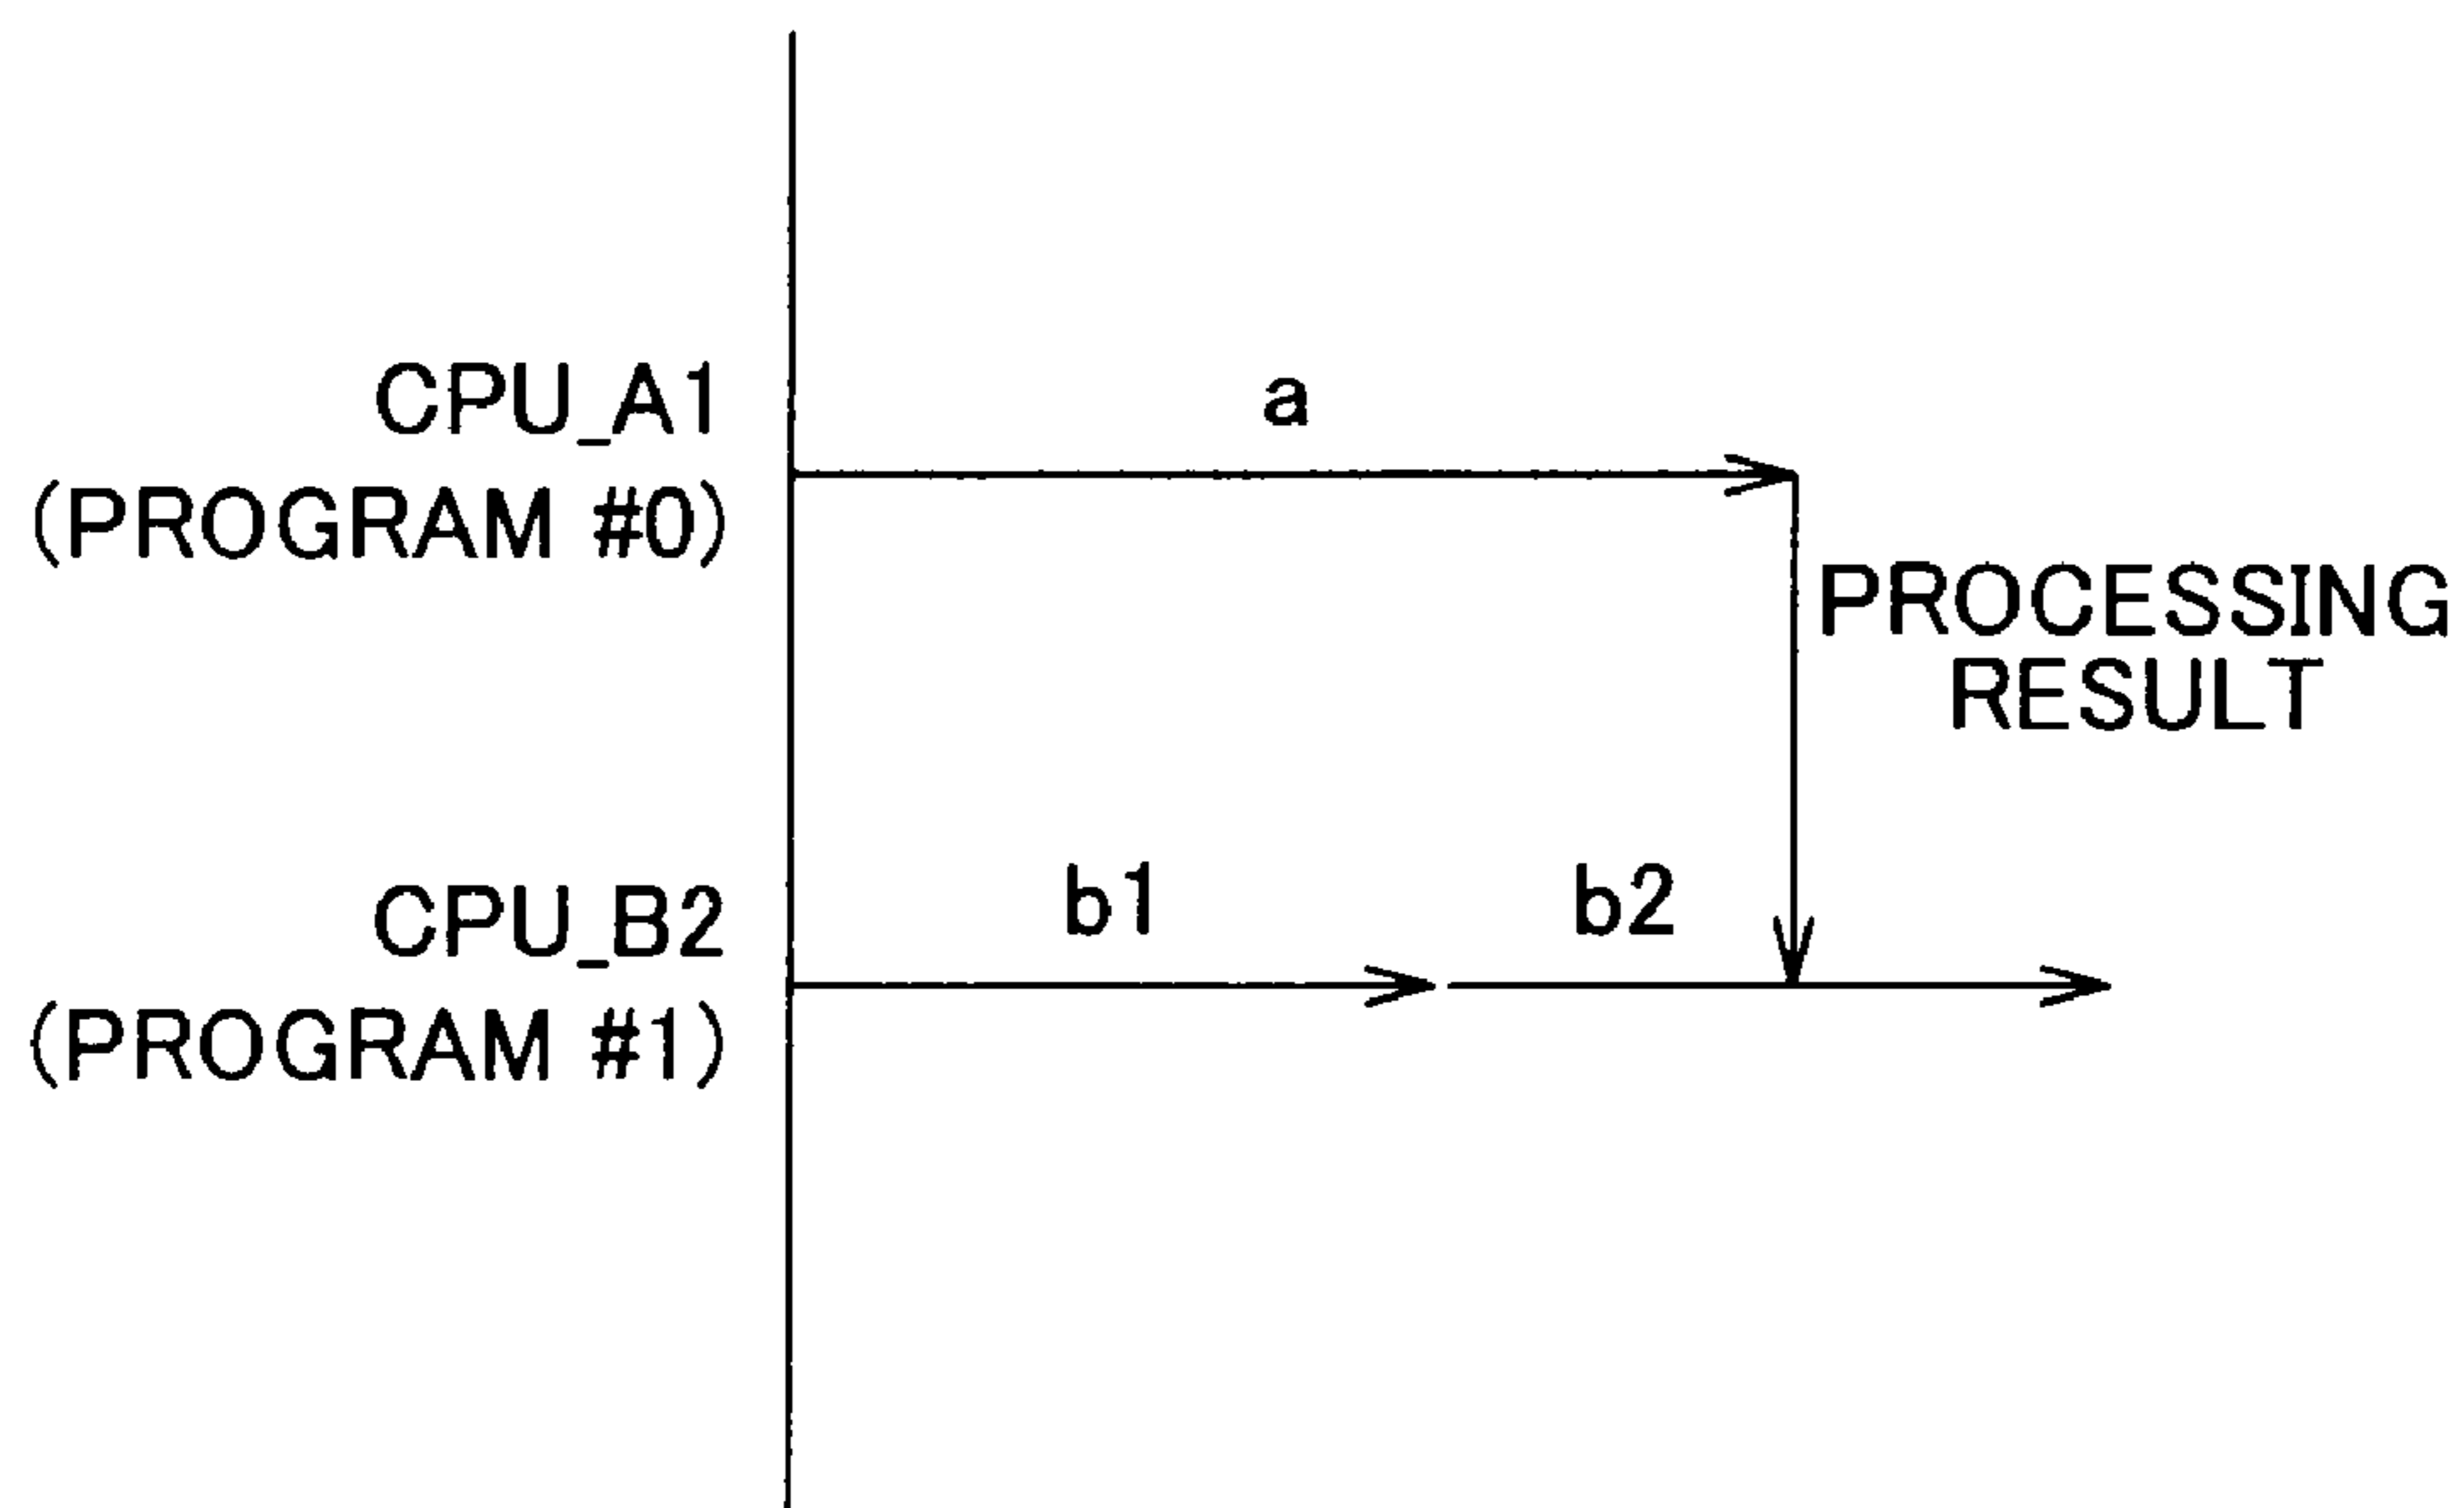 CPU_A1
(PROGRAM #0)
a
PROCESSING
RESULT
CPU_B2
(PROGRAM #1)
b1
b2